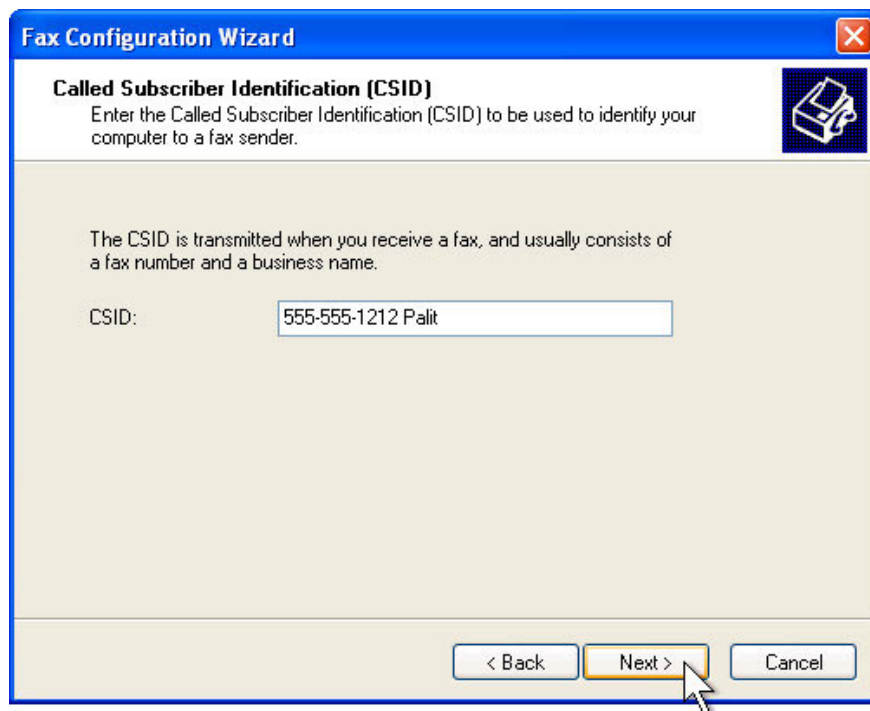 Fax Configuration Wizard
Called Subscriber Identification (CSID)
Enter the Called Subscriber Identification (CSID) to be used to identify your
computer to a fax sender.
The CSID is transmitted when you receive a fax, and usually consists of
a fax number and a business name.
CSID: 555-555-1212 Palit
< Back Next > Cancel